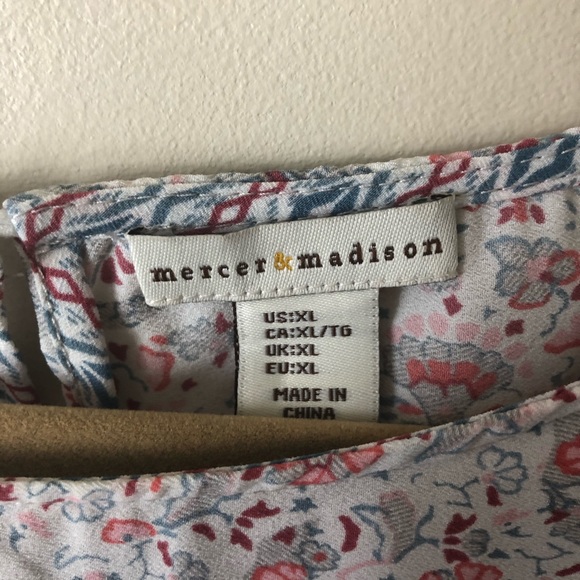 mercer & madison
US:XL
CA:XL/TG
UK:XL
EU:XL
MADE IN
CHINA